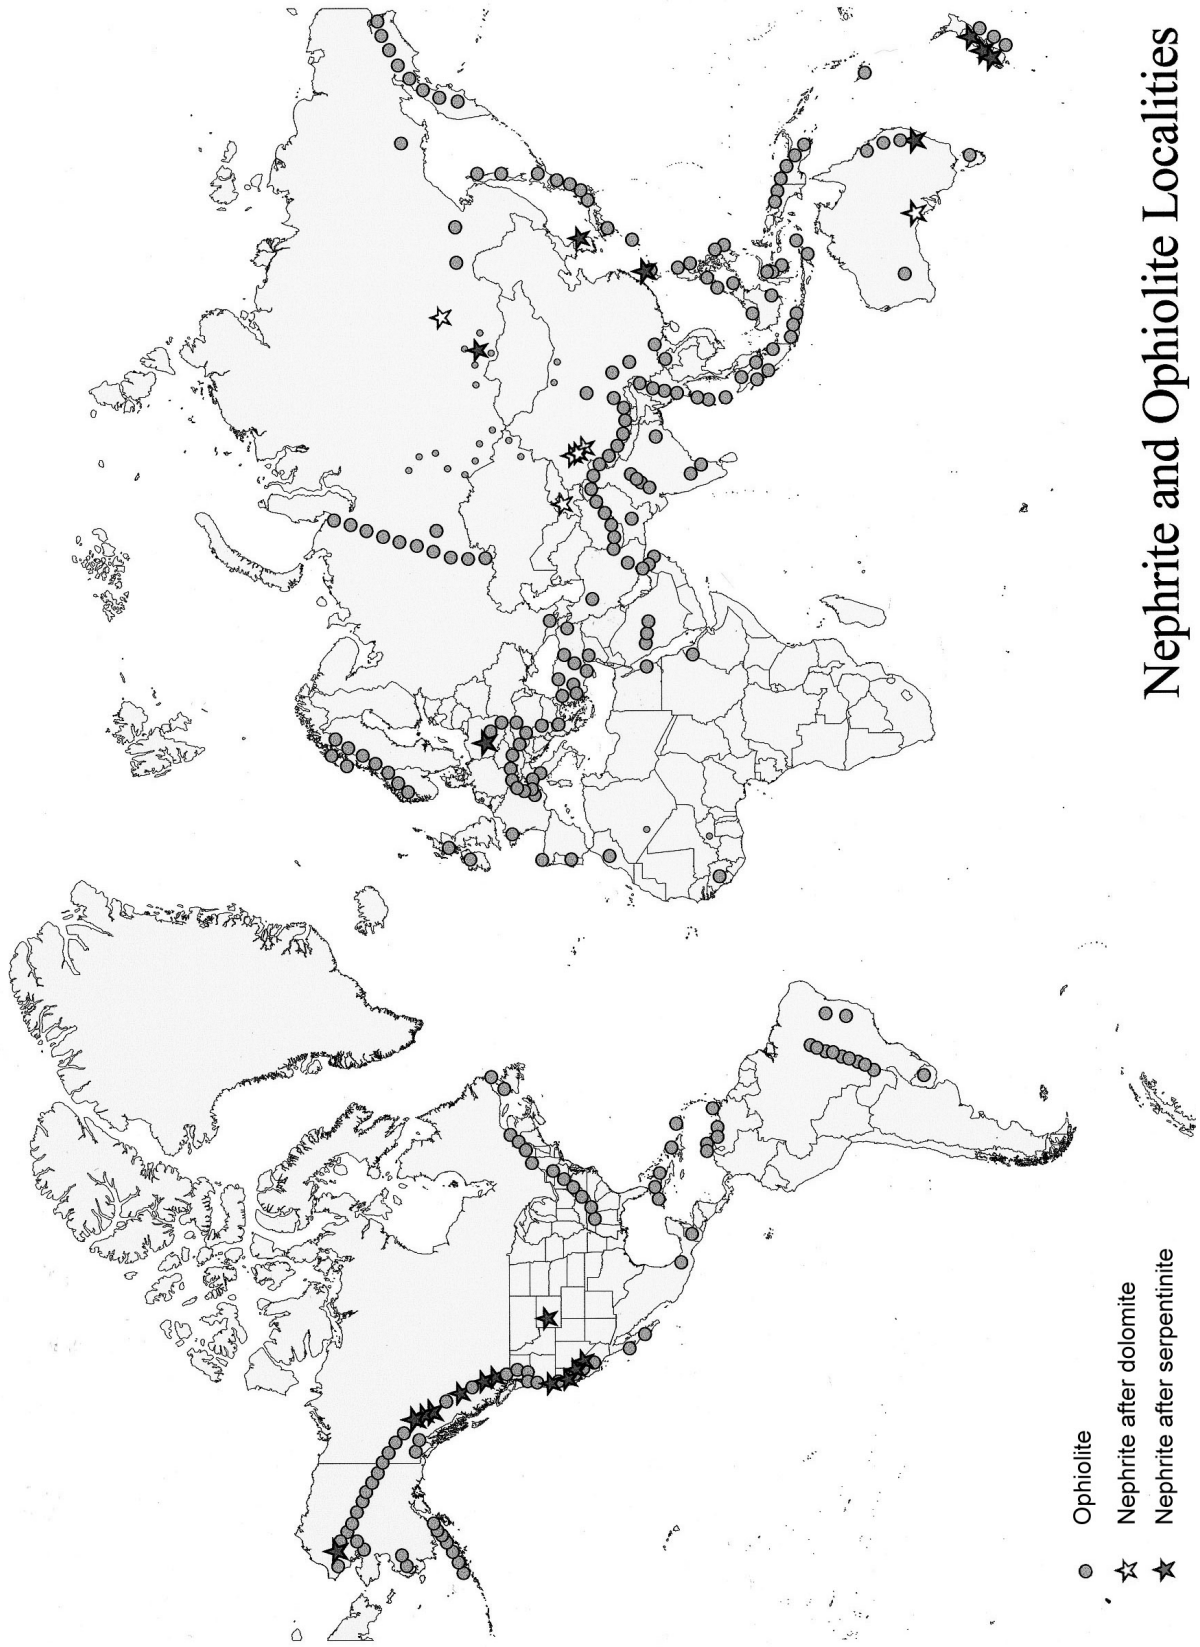 Nephrite and Ophiolite Localities
Ophiolite
Nephrite after dolomite
Nephrite after serpentinite